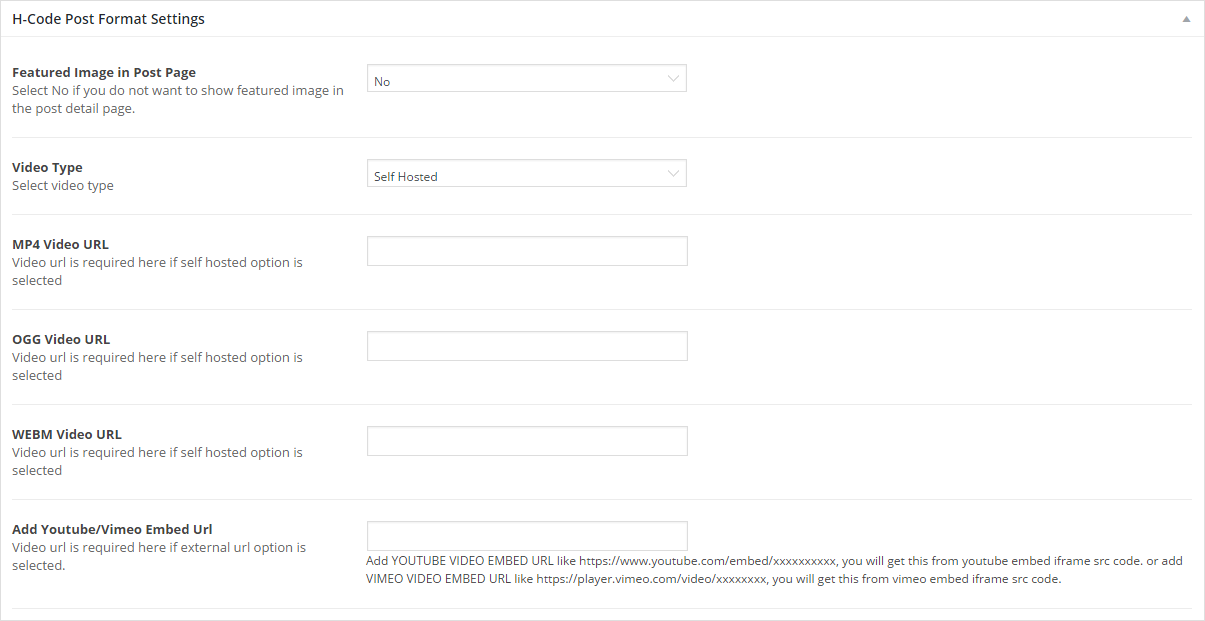 H-Code Post Format Settings
Featured Image in Post Page
Select No if you do not want to show featured image in
the post detail page.
No
Video Type
Select video type
Self Hosted
MP4 Video URL
Video url is required here if self hosted option is
selected
OGG Video URL
Video url is required here if self hosted option is
selected
WEBM Video URL
Video url is required here if self hosted option is
selected
Add Youtube/Vimeo Embed Url
Video url is required here if external url option is
selected.
Add YOUTUBE VIDEO EMBED URL like https://www.youtube.com/embed/xxxxxxxxxx, you will get this from youtube embed iframe src code. or add
VIMEO VIDEO EMBED URL like https://player.vimeo.com/video/xxxxxxxx, you will get this from vimeo embed iframe src code.